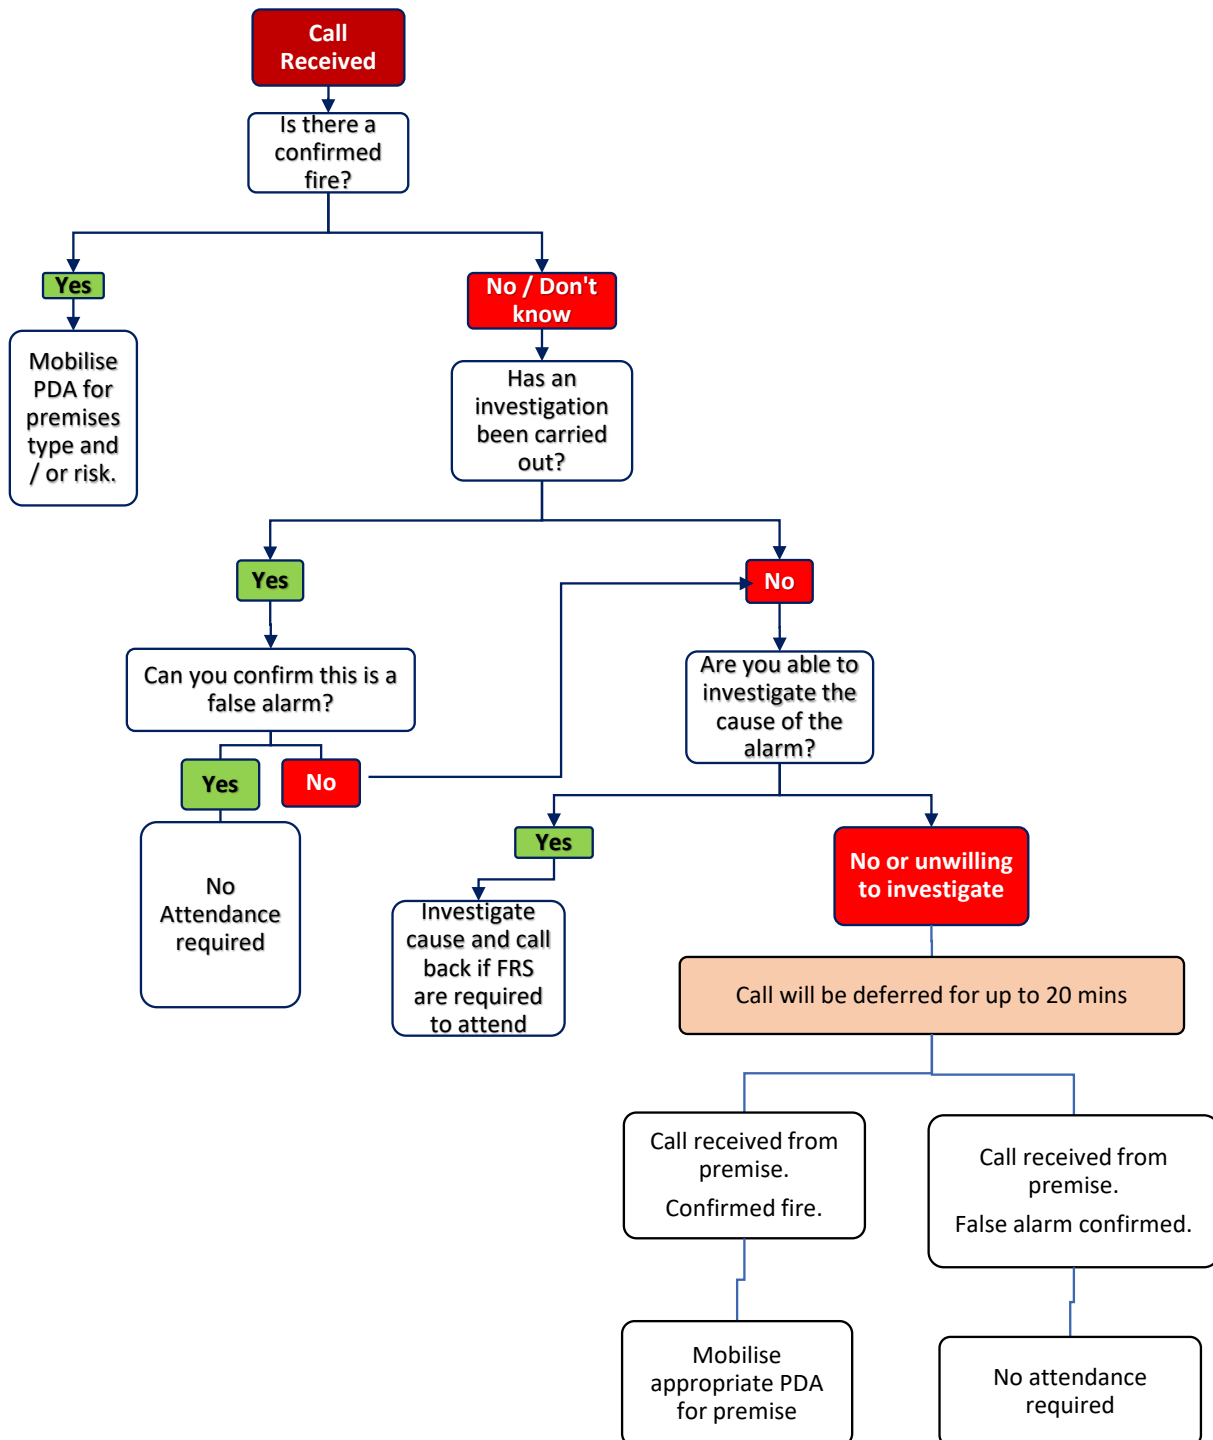 Call
Received
Is there a
confirmed
fire?
Yes
No / Don't
know
Mobilise
PDA for
premises
type and
/ or risk.
Has an
investigation
been carried
out?
Yes
No
Can you confirm this is a
false alarm?
Are you able to
investigate the
cause of the
alarm?
Yes
No
No
Attendance
required
Yes
No or unwilling
to investigate
Investigate
cause and call
back if FRS
are required
to attend
Call will be deferred for up to 20 mins
Call received from
premise.
Confirmed fire.
Call received from
premise.
False alarm confirmed.
Mobilise
appropriate PDA
for premise
No attendance
required